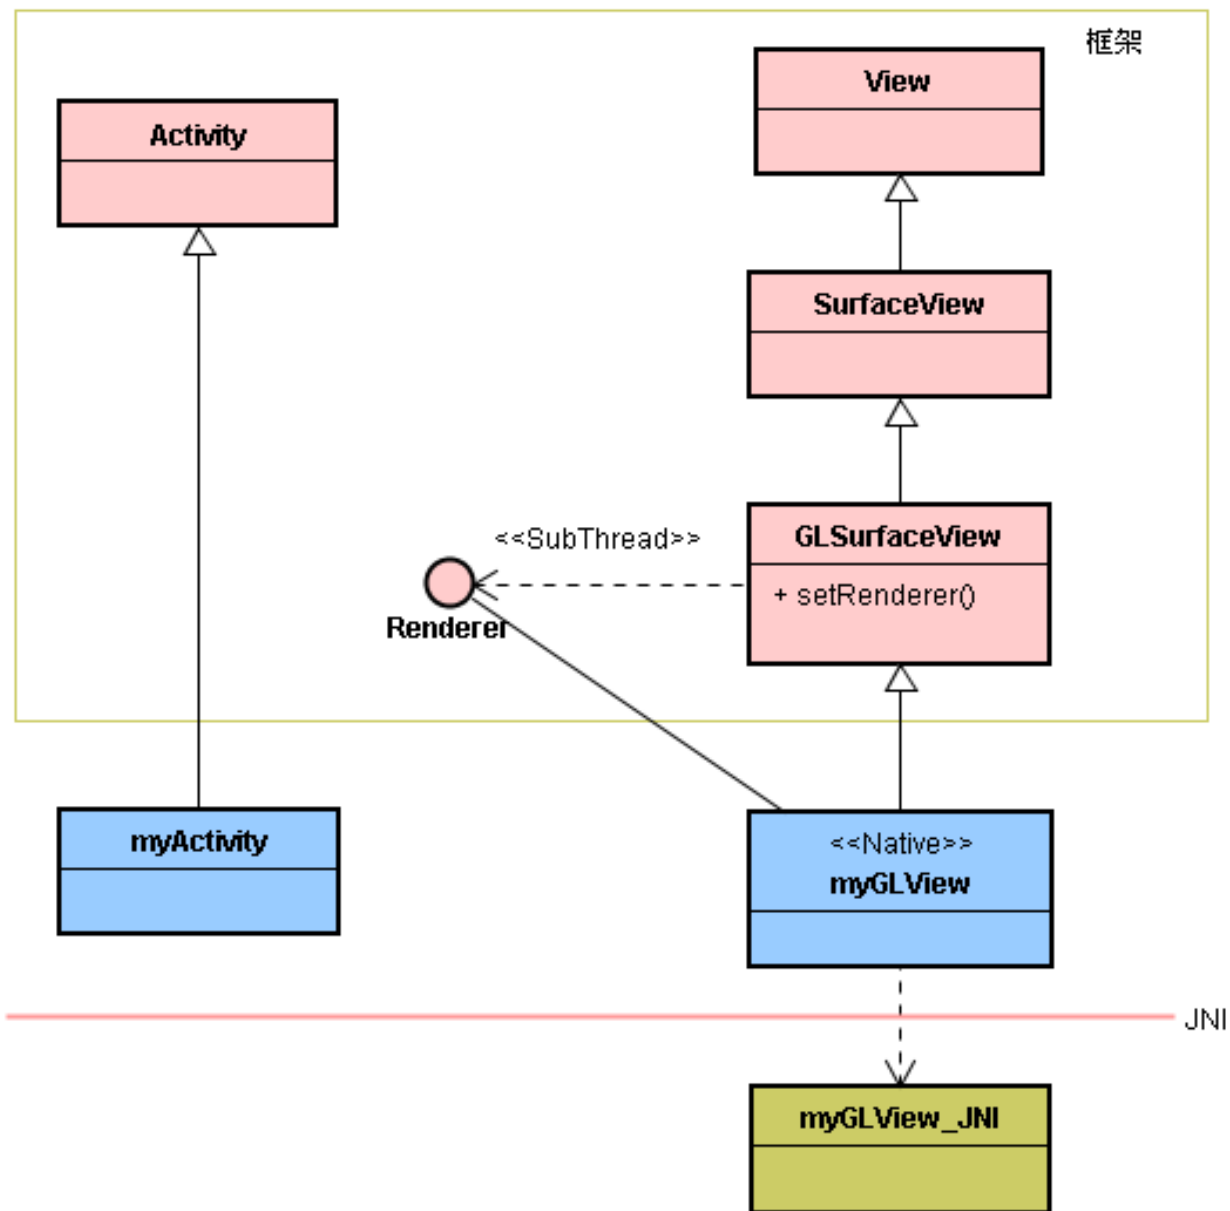 框架
View
Activity
SurfaceView
<<SubThread>>
GLSurfaceView
+ setRenderer()
Renderer
myActivity
<<Native>>
myGLView
JNI
myGLView_JNI